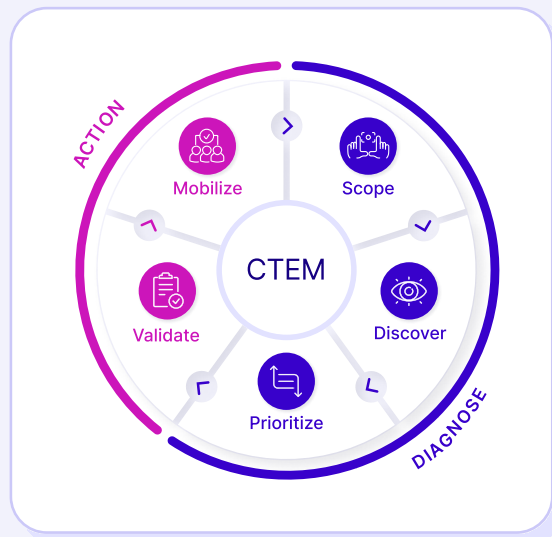 ACTION
Mobilize
Scope
CTEM
Validate
Discover
Prioritize
DIAGNOSE